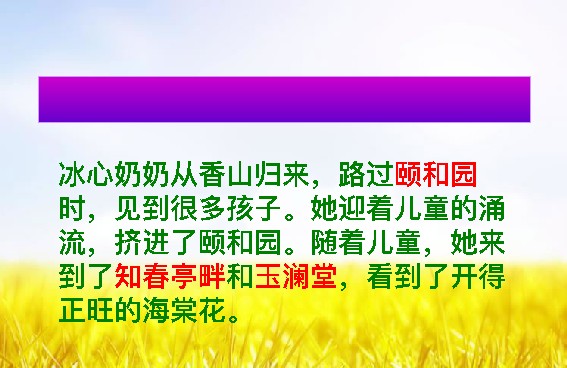 冰心奶奶从香山归来，路过颐和园
时，见到很多孩子。她迎着儿童的涌
流，挤进了颐和园。随着儿童，她来
到了知春亭畔和玉澜堂，看到了开得
正旺的海棠花。